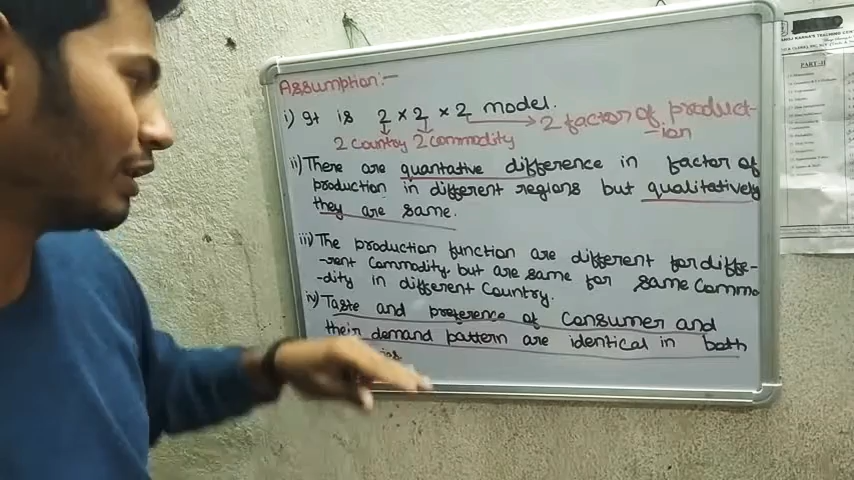 Assumption:-
i) It is 2 × 2 × 2 model.
2 country 2 commodity
2 factor of product-
-ion
ii) There are quantative difference in factor of
production in different regions but qualitatively
they are same.
iii) The production function are different for diffe-
-rent commodity but are same for same commo
-dity in different country.
iv) Taste and preference of consumer and
their demand pattern are identical in both
PART-II